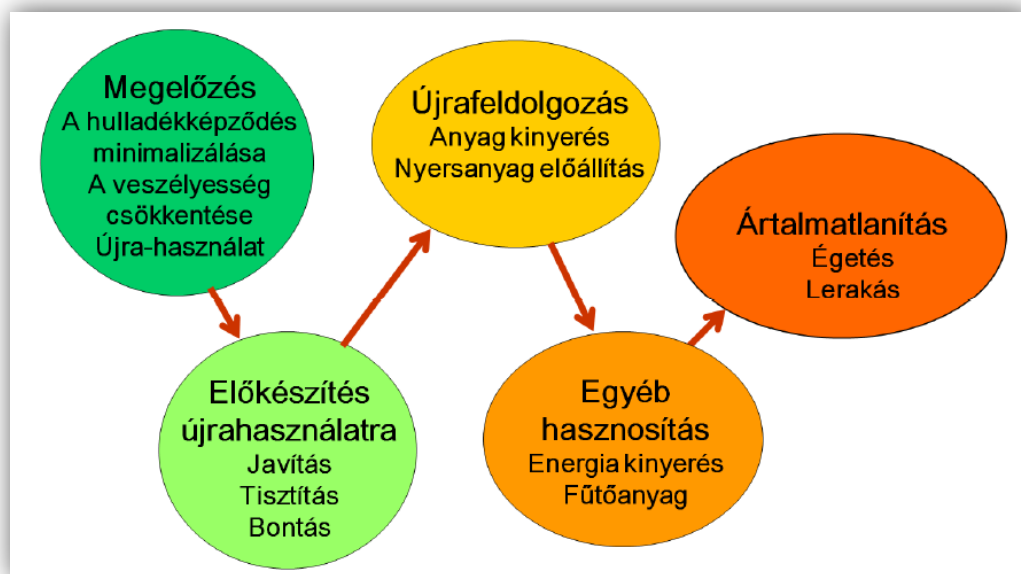 Megelőzés
A hulladékképződés
minimalizálása
A veszélyesség
csökkentése
Újra-használat
Előkészítés
újrahasználatra
Javítás
Tisztítás
Bontás
Újrafeldolgozás
Anyag kinyerés
Nyersanyag előállítás
Egyéb
hasznosítás
Energia kinyerés
Fűtőanyag
Ártalmatlanítás
Égetés
Lerakás